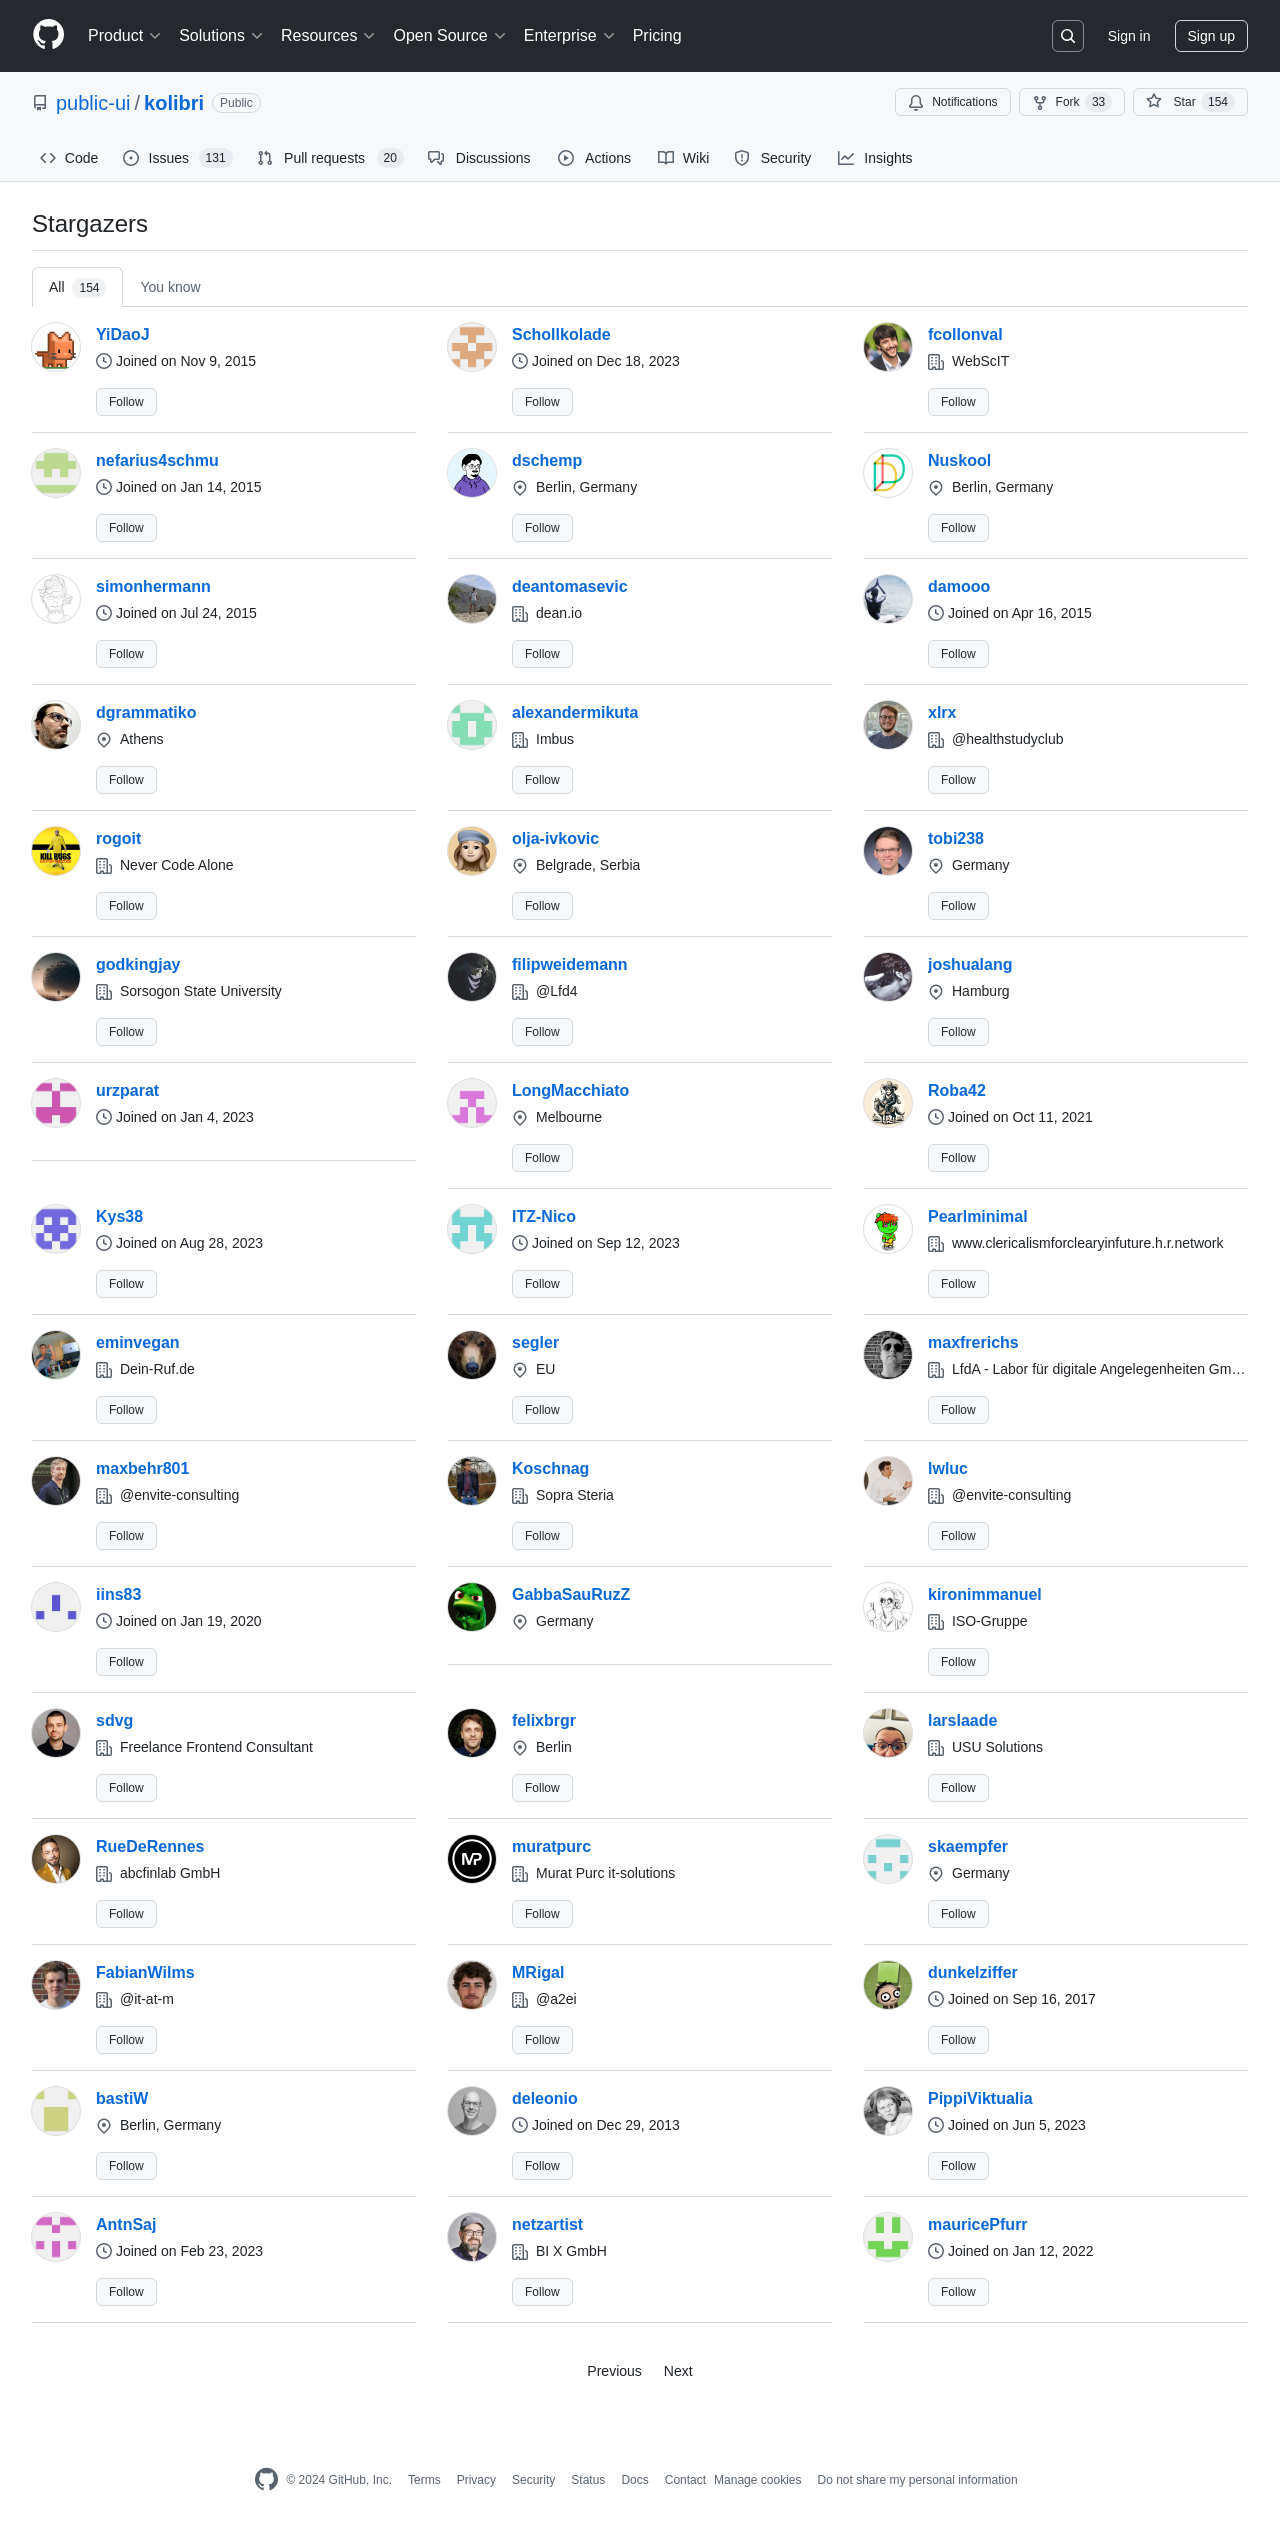 Product Solutions Resources Open Source Enterprise Pricing Sign in Sign up
public-ui / kolibri Public Notifications Fork 33 Star 154
Code Issues 131 Pull requests 20 Discussions Actions Wiki Security Insights
Stargazers
All 154 You know
YiDaoJ Schollkolade fcollonval
Joined on Nov 9, 2015 Joined on Dec 18, 2023 WebScIT
Follow Follow Follow
nefarius4schmu dschemp Nuskool
Joined on Jan 14, 2015 Berlin, Germany Berlin, Germany
Follow Follow Follow
simonhermann deantomasevic damooo
Joined on Jul 24, 2015 dean.io Joined on Apr 16, 2015
Follow Follow Follow
dgrammatiko alexandermikuta xlrx
Athens Imbus @healthstudyclub
Follow Follow Follow
rogoit olja-ivkovic tobi238
KILL BUGS
Never Code Alone Belgrade, Serbia Germany
Follow Follow Follow
godkingjay filipweidemann joshualang
Sorsogon State University @Lfd4 Hamburg
Follow Follow Follow
urzparat LongMacchiato Roba42
Joined on Jan 4, 2023 Melbourne Joined on Oct 11, 2021
Follow Follow
Kys38 ITZ-Nico Pearlminimal
Joined on Aug 28, 2023 Joined on Sep 12, 2023 www.clericalismforclearyinfuture.h.r.network
Follow Follow Follow
eminvegan segler maxfrerichs
Dein-Ruf.de EU LfdA - Labor für digitale Angelegenheiten Gm…
Follow Follow Follow
maxbehr801 Koschnag lwluc
@envite-consulting Sopra Steria @envite-consulting
Follow Follow Follow
iins83 GabbaSauRuzZ kironimmanuel
Joined on Jan 19, 2020 Germany ISO-Gruppe
Follow Follow
sdvg felixbrgr larslaade
Freelance Frontend Consultant Berlin USU Solutions
Follow Follow Follow
RueDeRennes muratpurc skaempfer
MP
abcfinlab GmbH Murat Purc it-solutions Germany
Follow Follow Follow
FabianWilms MRigal dunkelziffer
@it-at-m @a2ei Joined on Sep 16, 2017
Follow Follow Follow
bastiW deleonio PippiViktualia
Berlin, Germany Joined on Dec 29, 2013 Joined on Jun 5, 2023
Follow Follow Follow
AntnSaj netzartist mauricePfurr
Joined on Feb 23, 2023 BI X GmbH Joined on Jan 12, 2022
Follow Follow Follow
Previous Next
© 2024 GitHub, Inc. Terms Privacy Security Status Docs Contact Manage cookies Do not share my personal information